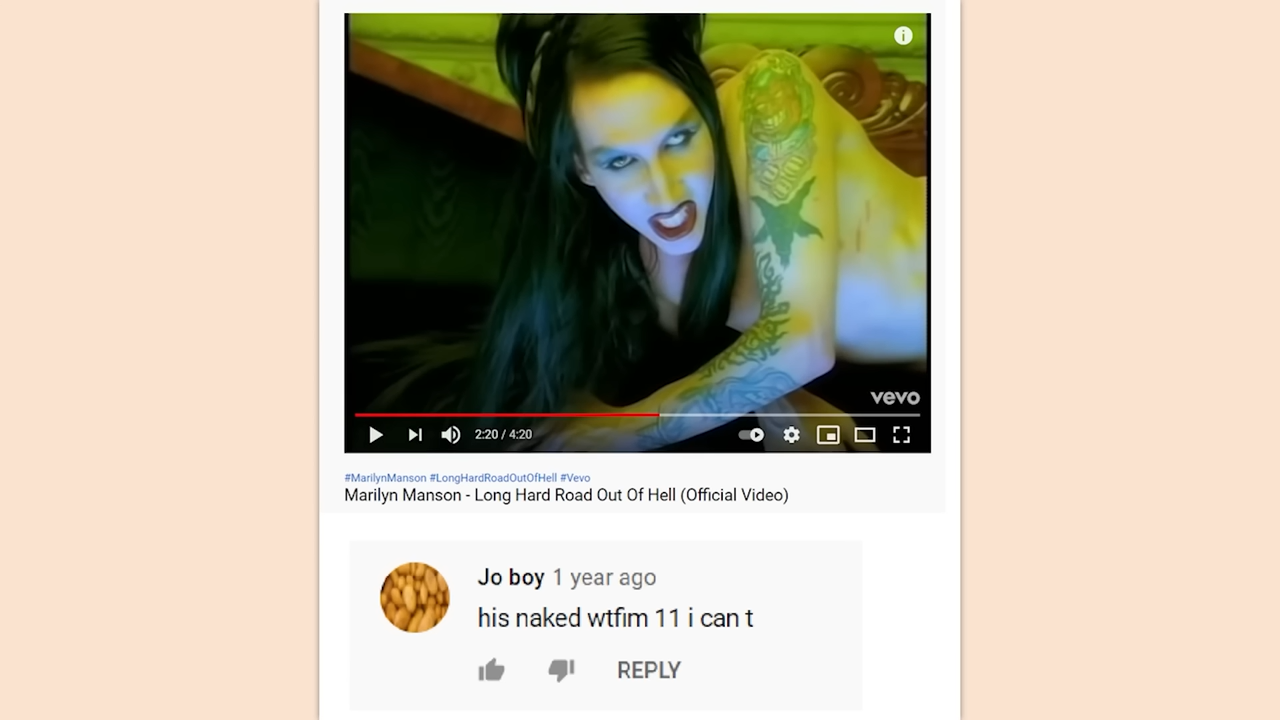 vevo
2:20 / 4:20
#MarilynManson #LongHardRoadOutOfHell #Vevo
Marilyn Manson - Long Hard Road Out Of Hell (Official Video)
Jo boy 1 year ago
his naked wtfim 11 i can t
REPLY